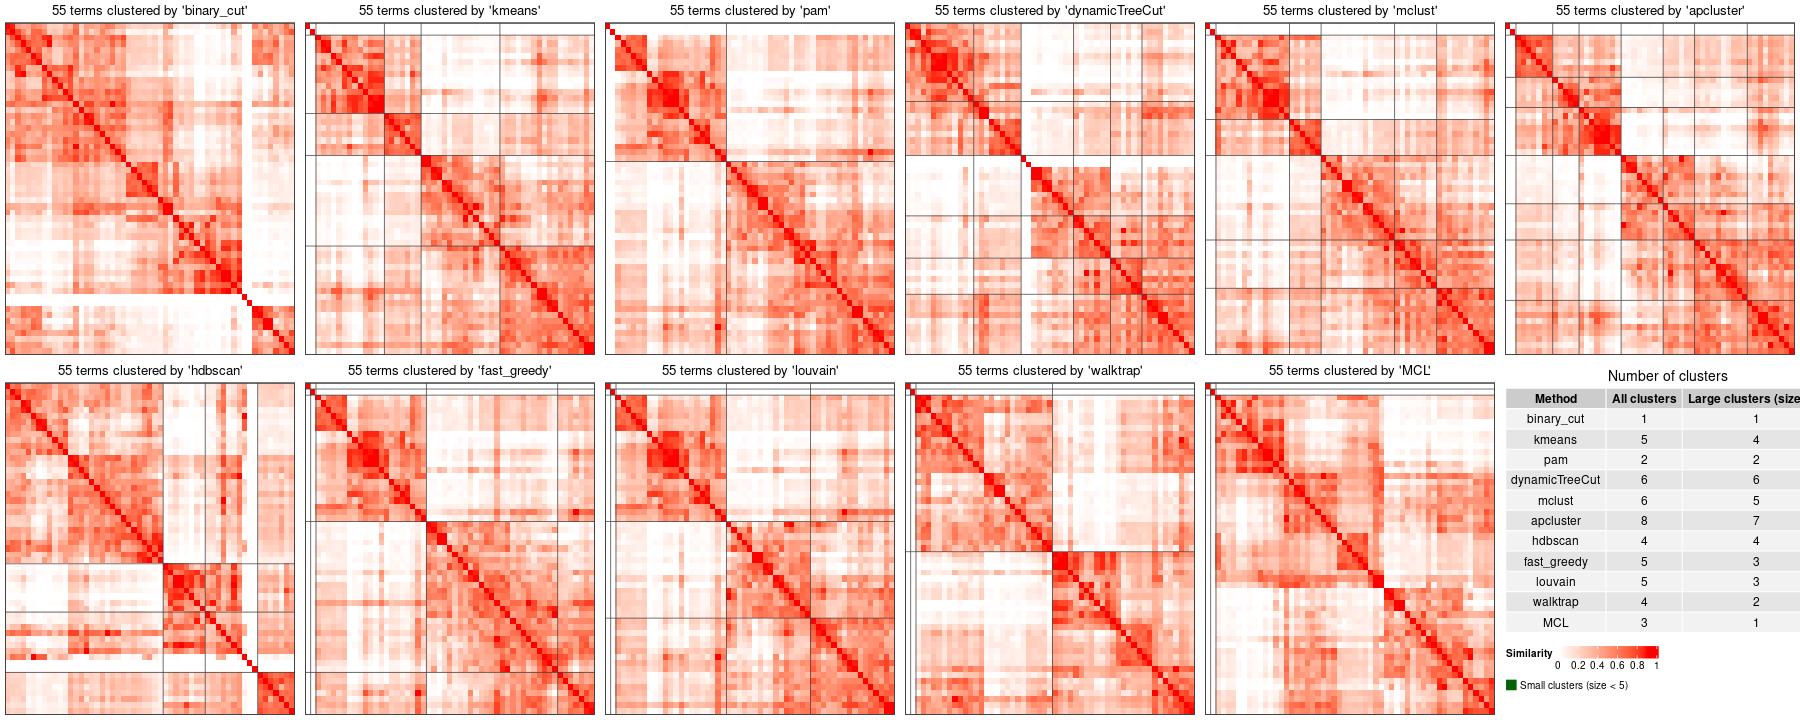 55 terms clustered by 'binary_cut'
55 terms clustered by 'kmeans'
55 terms clustered by 'pam'
55 terms clustered by 'dynamicTreeCut'
55 terms clustered by 'mclust'
55 terms clustered by 'apcluster'
55 terms clustered by 'hdbscan'
55 terms clustered by 'fast_greedy'
55 terms clustered by 'louvain'
55 terms clustered by 'walktrap'
55 terms clustered by 'MCL'
Number of clusters
Method All clusters Large clusters (size
binary_cut 1 1
kmeans 5 4
pam 2 2
dynamicTreeCut 6 6
mclust 6 5
apcluster 8 7
hdbscan 4 4
fast_greedy 5 3
louvain 5 3
walktrap 4 2
MCL 3 1
Similarity
0 0.2 0.4 0.6 0.8 1
0 1
Small clusters (size < 5)